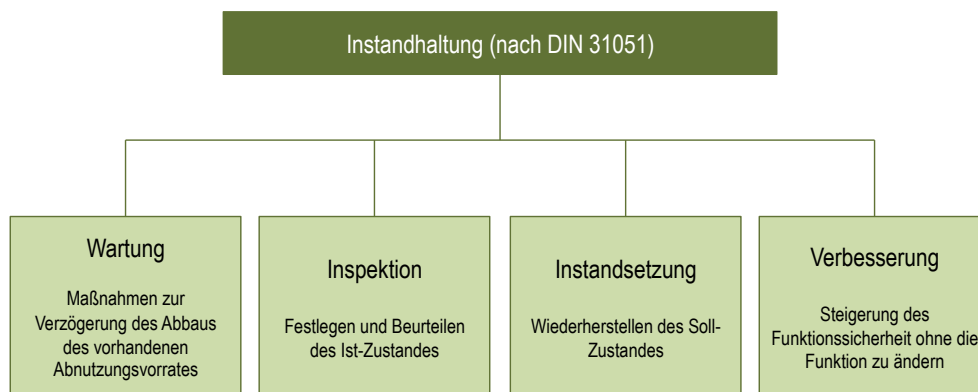 Instandhaltung (nach DIN 31051)
Wartung
Maßnahmen zur
Verzögerung des Abbaus
des vorhandenen
Abnutzungsvorrates
Inspektion
Festlegen und Beurteilen
des Ist-Zustandes
Instandsetzung
Wiederherstellen des Soll-
Zustandes
Verbesserung
Steigerung des
Funktionssicherheit ohne die
Funktion zu ändern